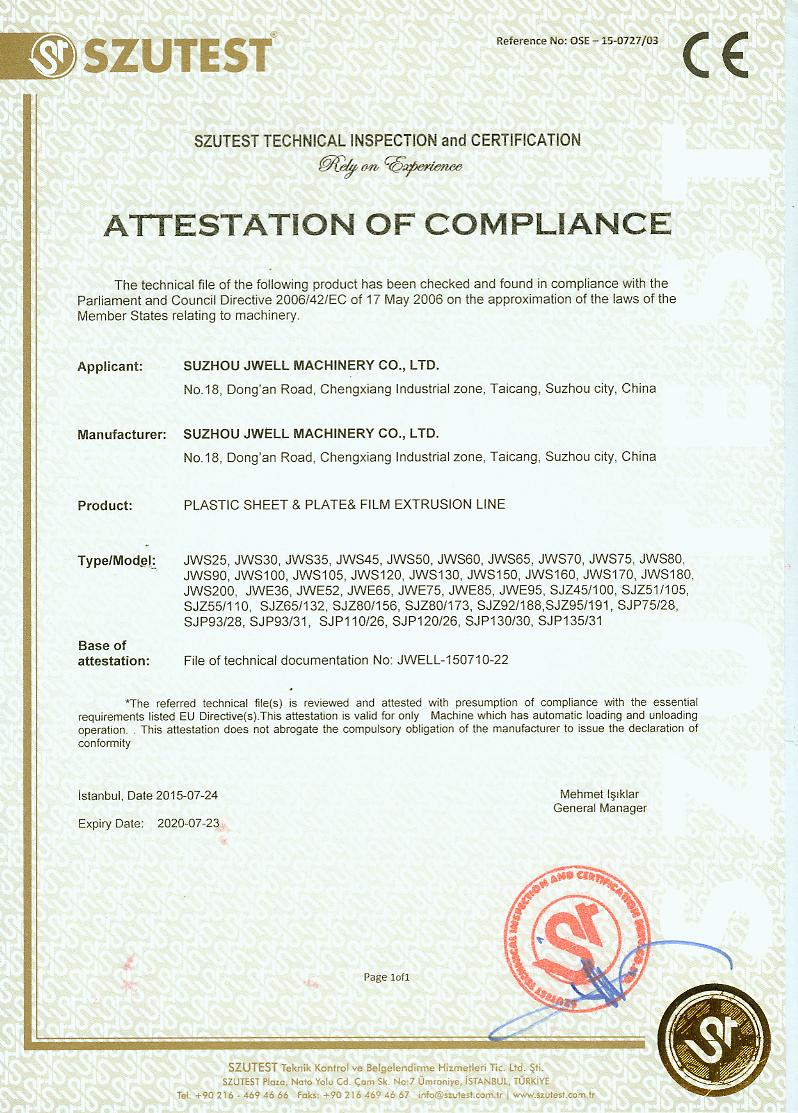 SZUTEST®
Reference No: OSE – 15-0727/03
CE
SZUTEST TECHNICAL INSPECTION and CERTIFICATION
Rely on Experience
ATTESTATION OF COMPLIANCE
The technical file of the following product has been checked and found in compliance with the
Parliament and Council Directive 2006/42/EC of 17 May 2006 on the approximation of the laws of the
Member States relating to machinery.
Applicant: SUZHOU JWELL MACHINERY CO., LTD.
No.18, Dong'an Road, Chengxiang Industrial zone, Taicang, Suzhou city, China
Manufacturer: SUZHOU JWELL MACHINERY CO., LTD.
No.18, Dong'an Road, Chengxiang Industrial zone, Taicang, Suzhou city, China
Product: PLASTIC SHEET & PLATE& FILM EXTRUSION LINE
Type/Model: JWS25, JWS30, JWS35, JWS45, JWS50, JWS60, JWS65, JWS70, JWS75, JWS80,
JWS90, JWS100, JWS105, JWS120, JWS130, JWS150, JWS160, JWS170, JWS180,
JWS200, JWE36, JWE52, JWE65, JWE75, JWE85, JWE95, SJZ45/100, SJZ51/105,
SJZ55/110, SJZ65/132, SJZ80/156, SJZ80/173, SJZ92/188,SJZ95/191, SJP75/28,
SJP93/28, SJP93/31, SJP110/26, SJP120/26, SJP130/30, SJP135/31
Base of
attestation: File of technical documentation No: JWELL-150710-22
*The referred technical file(s) is reviewed and attested with presumption of compliance with the essential
requirements listed EU Directive(s).This attestation is valid for only Machine which has automatic loading and unloading
operation. . This attestation does not abrogate the compulsory obligation of the manufacturer to issue the declaration of
conformity
İstanbul, Date 2015-07-24
Mehmet Işıklar
General Manager
Expiry Date: 2020-07-23
SZUTEST TECHNICAL INSPECTION AND CERTIFICATION
Page 1of1
SZUTEST Teknik Kontrol ve Belgelendirme Hizmetleri Tic. Ltd. Şti.
SZUTEST Plaza, Nato Yolu Cd. Çam Sk. No:7 Ümraniye, İSTANBUL, TÜRKİYE
Tel. +90 216 - 469 46 66 Faks: +90 216 469 46 67 info@szutest.com.tr | www.szutest.com.tr